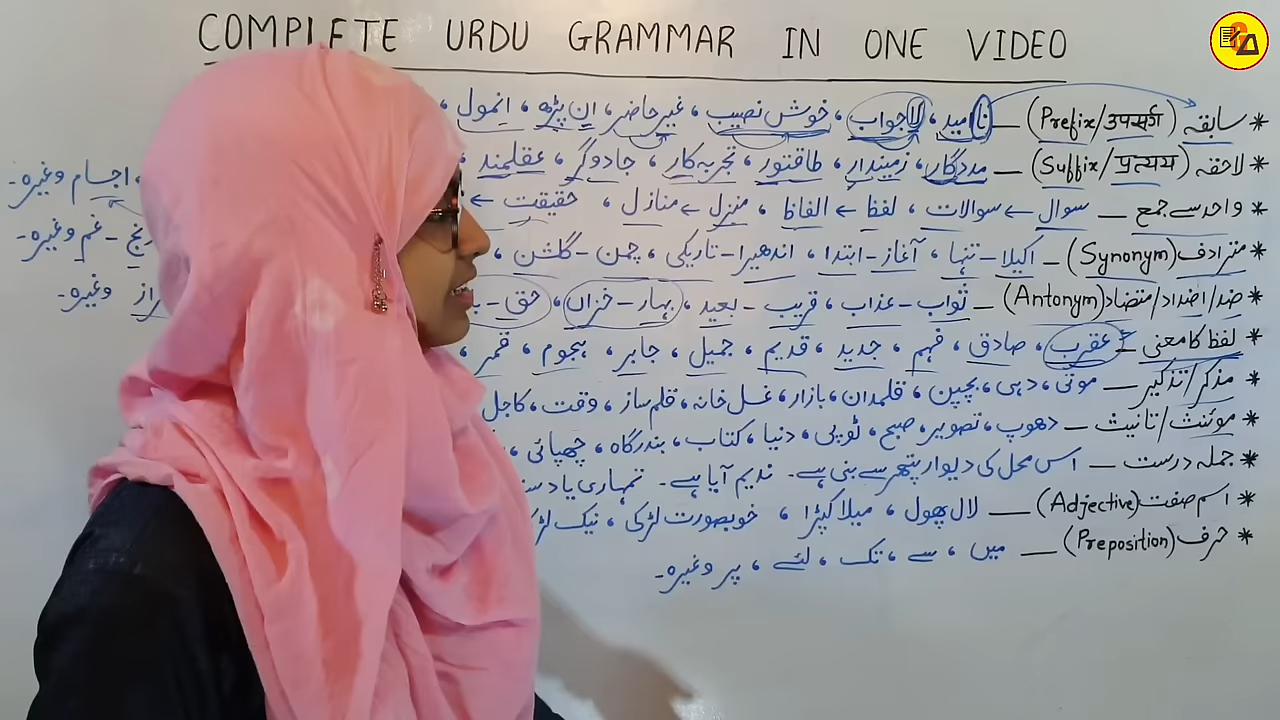 COMPLETE URDU GRAMMAR IN ONE VIDEO
* سابقہ (Prefix/उपसर्ग) — ناامید، لاجواب، خوش نصیب، غیر حاضر، ان پڑھ، انمول،
* لاحقہ (Suffix/प्रत्यय) — مددگار، زمیندار، طاقتور، تجربہ کار، جادوگر، عقلمند
* واحد سے جمع — سوال ← سوالات، لفظ ← الفاظ، منزل ← منازل، حقیقت ← ، اجسام وغیرہ۔
* مترادف (Synonym) — اکیلا-تنہا، آغاز-ابتدا، اندھیرا-تاریکی، چمن-گلشن، رنج-غم وغیرہ۔
* ضد/اضداد/متضاد (Antonym) — ثواب-عذاب، قریب-بعید، بہار-خزاں، حق- وغیرہ
* لفظ کا معنی — عقرب، صادق، فہم، جدید، قدیم، جمیل، جابر، ہجوم، قمر،
* مذکر/تذکیر — موتی، دہی، بچپن، قلمدان، بازار، غسل خانہ، قلم ساز، وقت، کاجل
* موئنث/تانیث — دھوپ، تصویر، صبح، ٹوپی، دنیا، کتاب، بندرگاہ، چھپائی،
* جملہ درست — اس محل کی دیوار پتھر سے بنی ہے۔ ندیم آیا ہے۔ تمہاری یاد
* اسم صفت (Adjective) — لال پھول، میلا کپڑا، خوبصورت لڑکی، نیک
* حرف (Preposition) — میں، سے، تک، لئے، پر وغیرہ۔